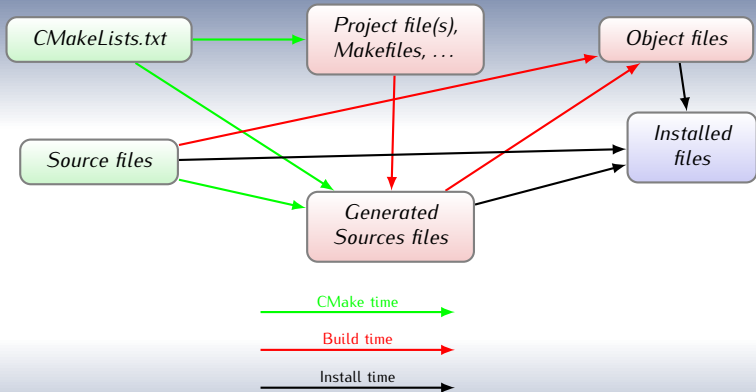 CMakeLists.txt
Project file(s),
Makefiles, ...
Object files
Source files
Installed
files
Generated
Sources files
CMake time
Build time
Install time